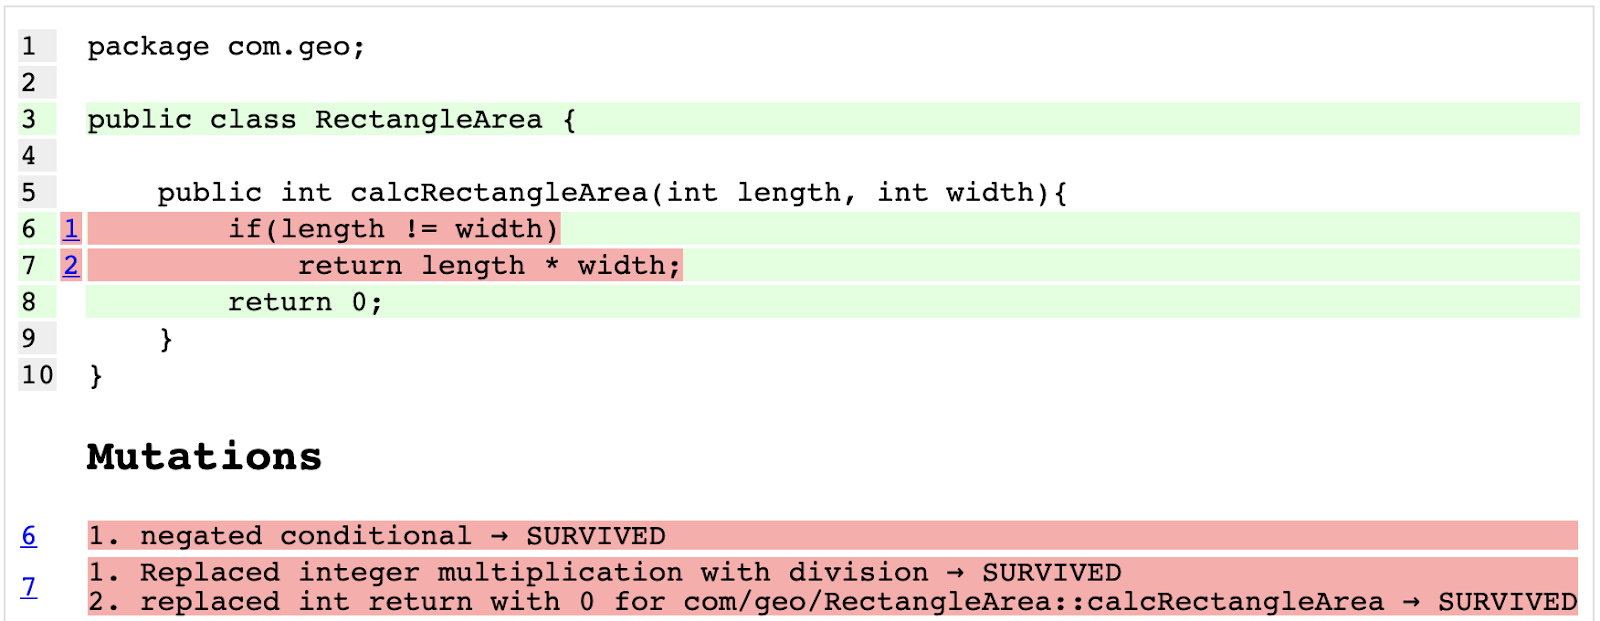 1 package com.geo;
2
3 public class RectangleArea {
4
5 public int calcRectangleArea(int length, int width){
6 1 if(length != width)
7 2 return length * width;
8 return 0;
9 }
10 }
Mutations
6 1. negated conditional → SURVIVED
7 1. Replaced integer multiplication with division → SURVIVED
2. replaced int return with 0 for com/geo/RectangleArea::calcRectangleArea → SURVIVED